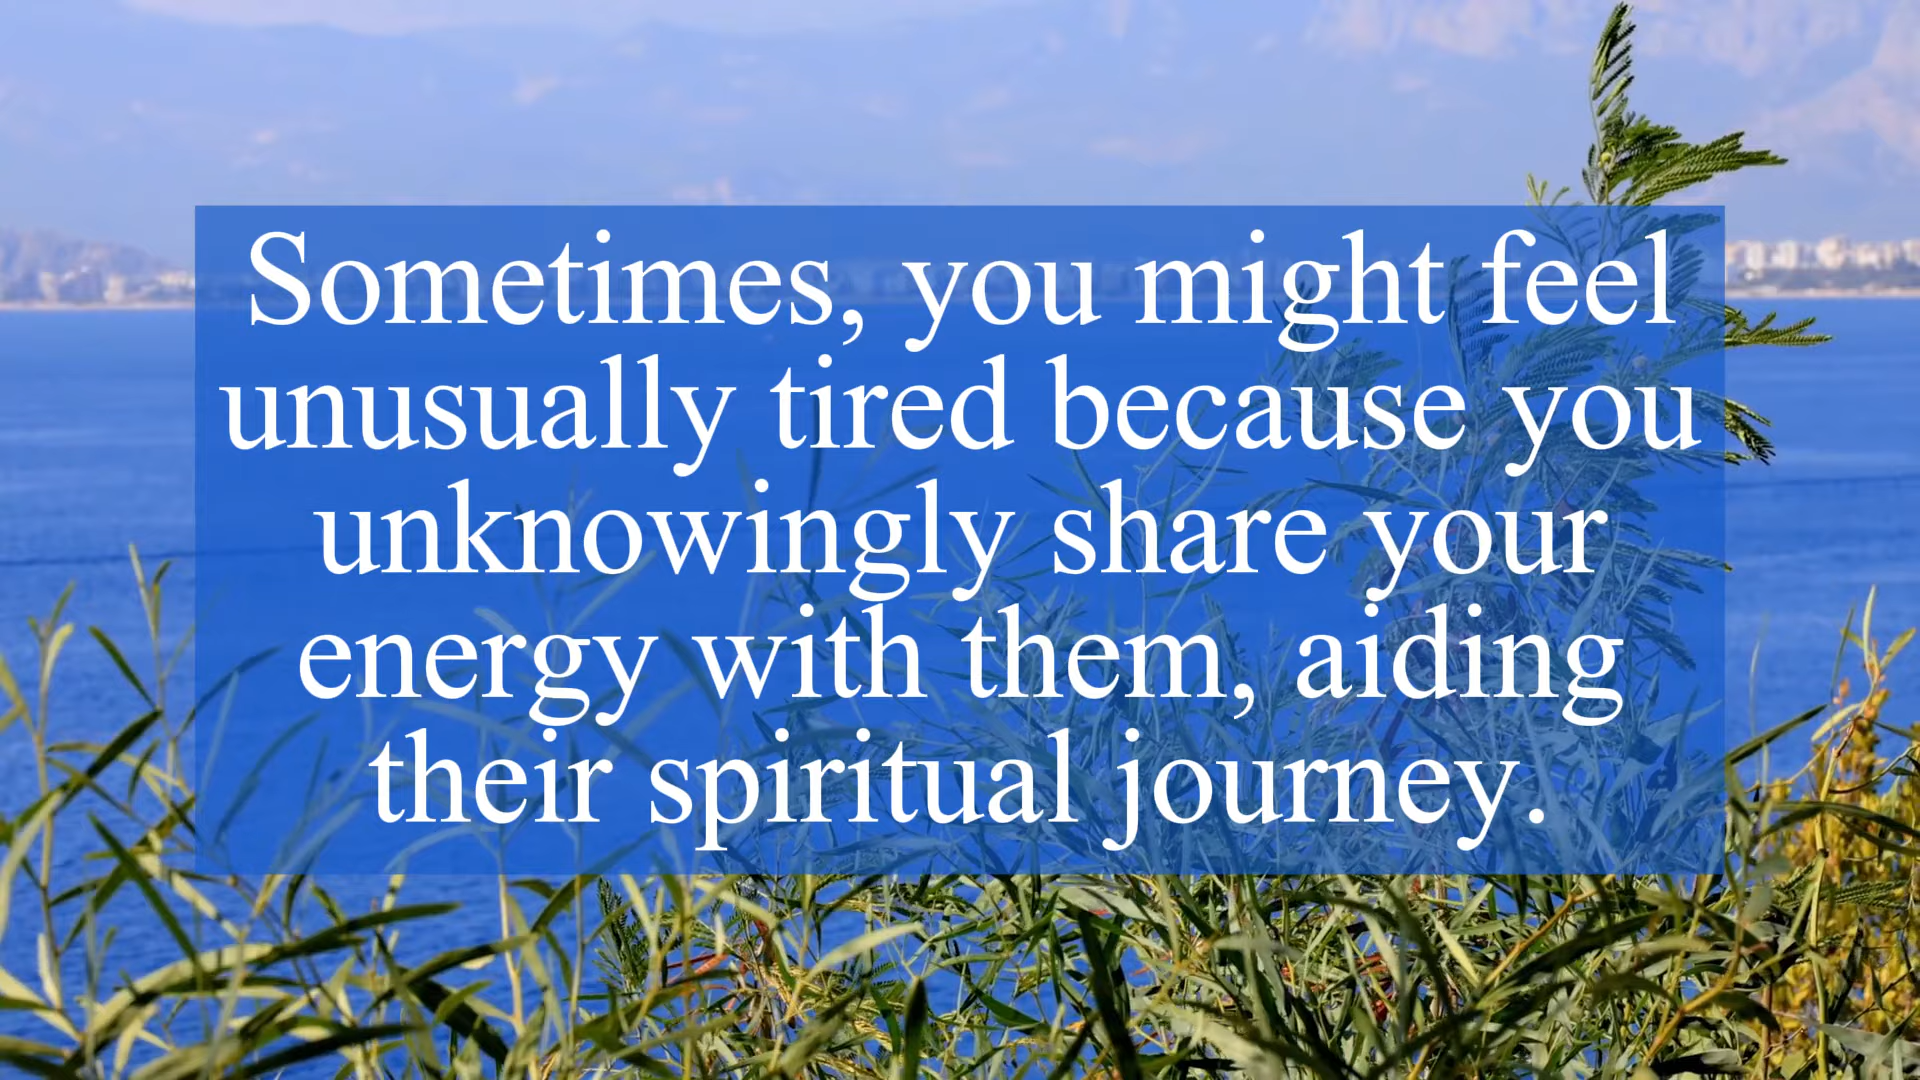 Sometimes, you might feel
unusually tired because you
unknowingly share your
energy with them, aiding
their spiritual journey.